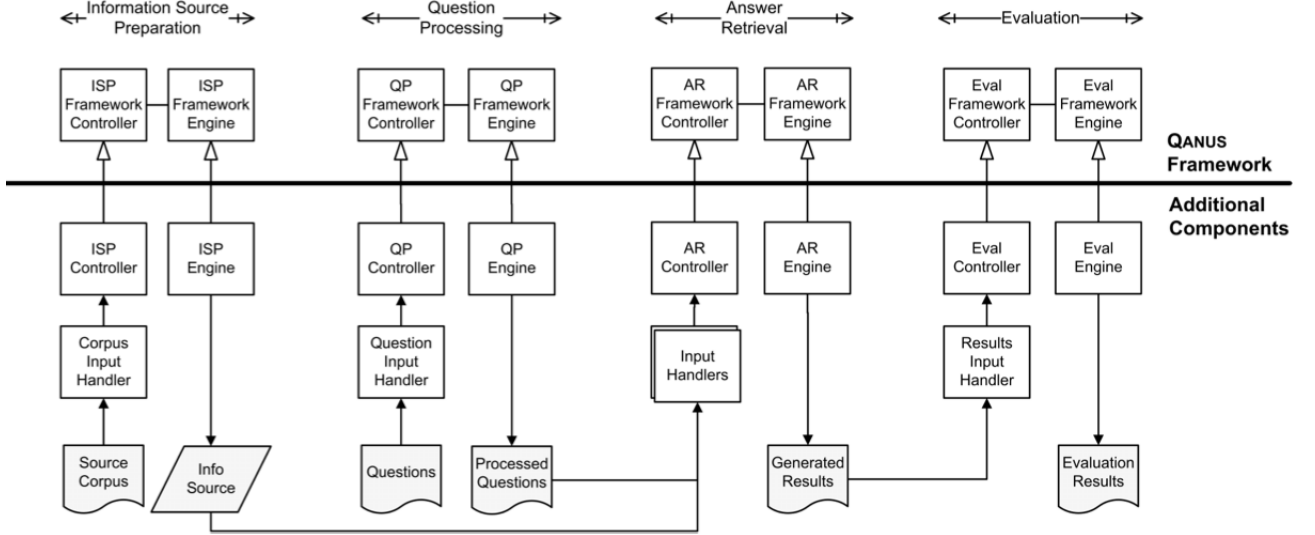 Information Source
Preparation
Question
Processing
Answer
Retrieval
Evaluation
ISP
Framework
Controller
ISP
Framework
Engine
QP
Framework
Controller
QP
Framework
Engine
AR
Framework
Controller
AR
Framework
Engine
Eval
Framework
Controller
Eval
Framework
Engine
QANUS
Framework
Additional
Components
ISP
Controller
ISP
Engine
QP
Controller
QP
Engine
AR
Controller
AR
Engine
Eval
Controller
Eval
Engine
Corpus
Input
Handler
Question
Input
Handler
Input
Handlers
Results
Input
Handler
Source
Corpus
Info
Source
Questions
Processed
Questions
Generated
Results
Evaluation
Results